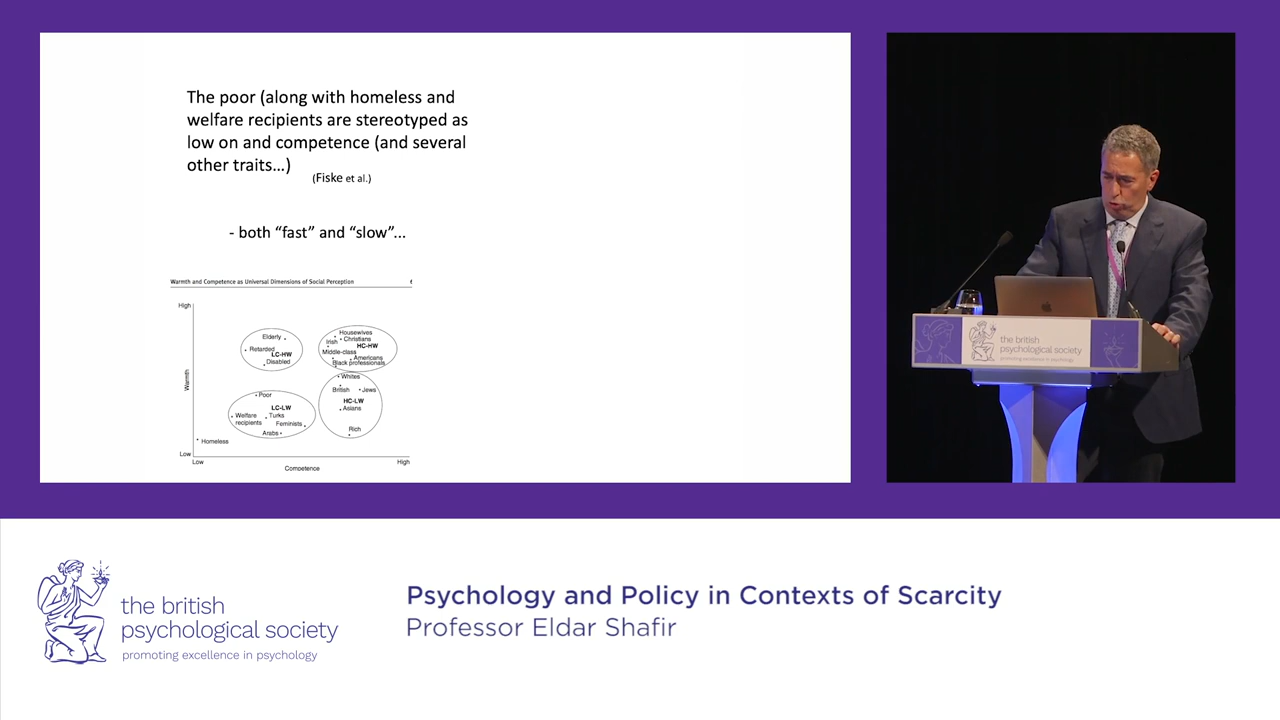 The poor (along with homeless and
welfare recipients are stereotyped as
low on and competence (and several
other traits...)
(Fiske et al.)
- both “fast” and “slow”...
Warmth and Competence as Universal Dimensions of Social Perception
High
Warmth
Low
Elderly
Retarded
LC-HW
Disabled
Housewives
Irish
Christians
HC-HW
Middle-class
Americans
Black professionals
Whites
British
Jews
HC-LW
Asians
Rich
Poor
LC-LW
Welfare
recipients
Turks
Feminists
Arabs
Homeless
Low
High
Competence
the british
psychological society
promoting excellence in psychology
the british
psychological society
promoting excellence in psychology
Psychology and Policy in Contexts of Scarcity
Professor Eldar Shafir